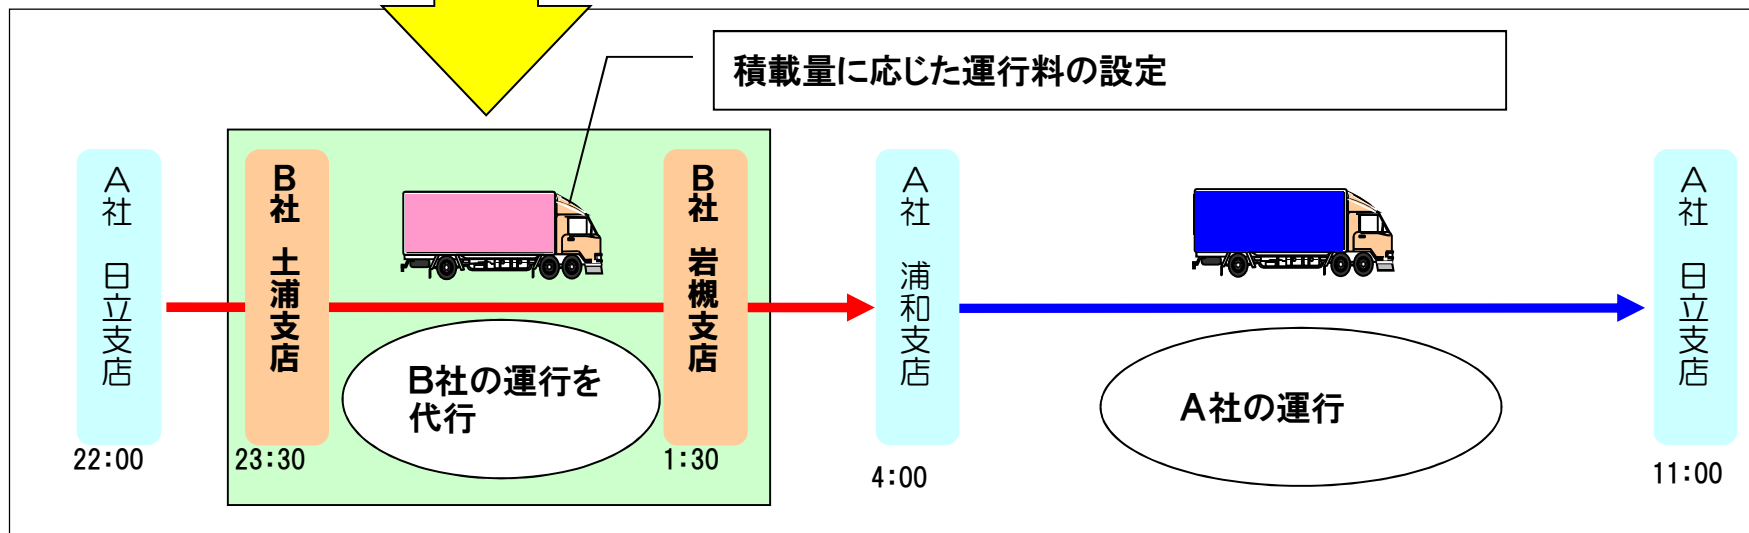 積載量に応じた運行料の設定
A社 日立支店
B社 土浦支店
B社 岩槻支店
A社 浦和支店
A社 日立支店
B社の運行を
代行
A社の運行
22:00
23:30
1:30
4:00
11:00